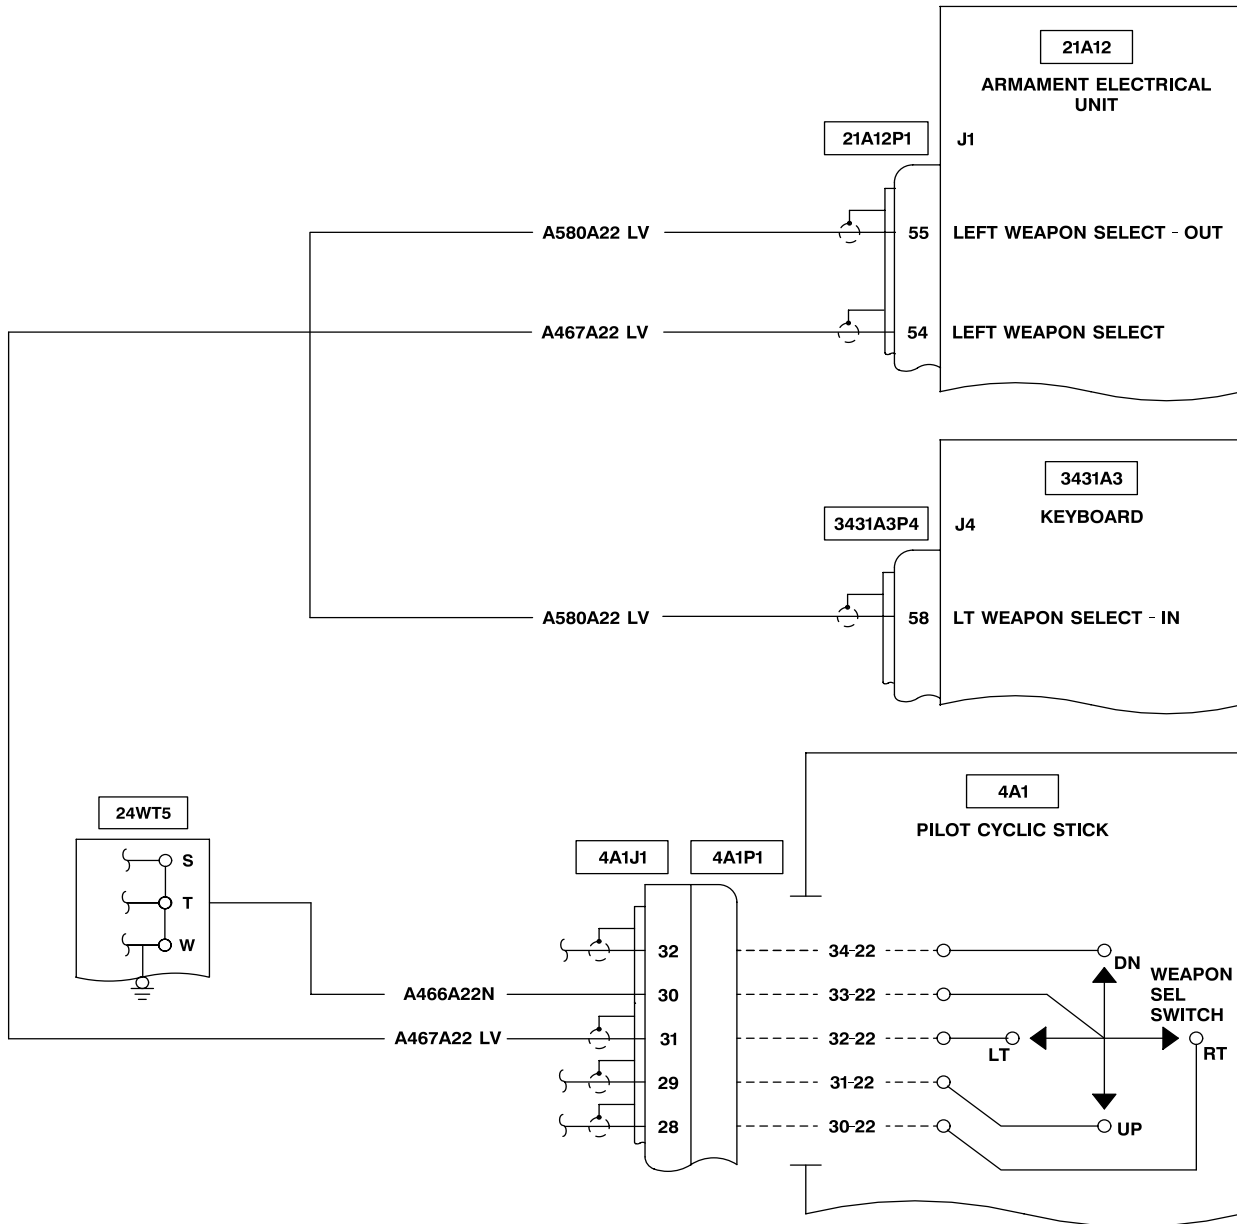 21A12
ARMAMENT ELECTRICAL
UNIT
21A12P1
J1
A580A22 LV
55
LEFT WEAPON SELECT - OUT
A467A22 LV
54
LEFT WEAPON SELECT
3431A3
KEYBOARD
3431A3P4
J4
A580A22 LV
58
LT WEAPON SELECT - IN
4A1
PILOT CYCLIC STICK
24WT5
S
T
W
4A1J1
4A1P1
32
34-22
DN
A466A22N
30
33-22
WEAPON
SEL
SWITCH
A467A22 LV
31
32-22
LT
RT
29
31-22
28
30-22
UP